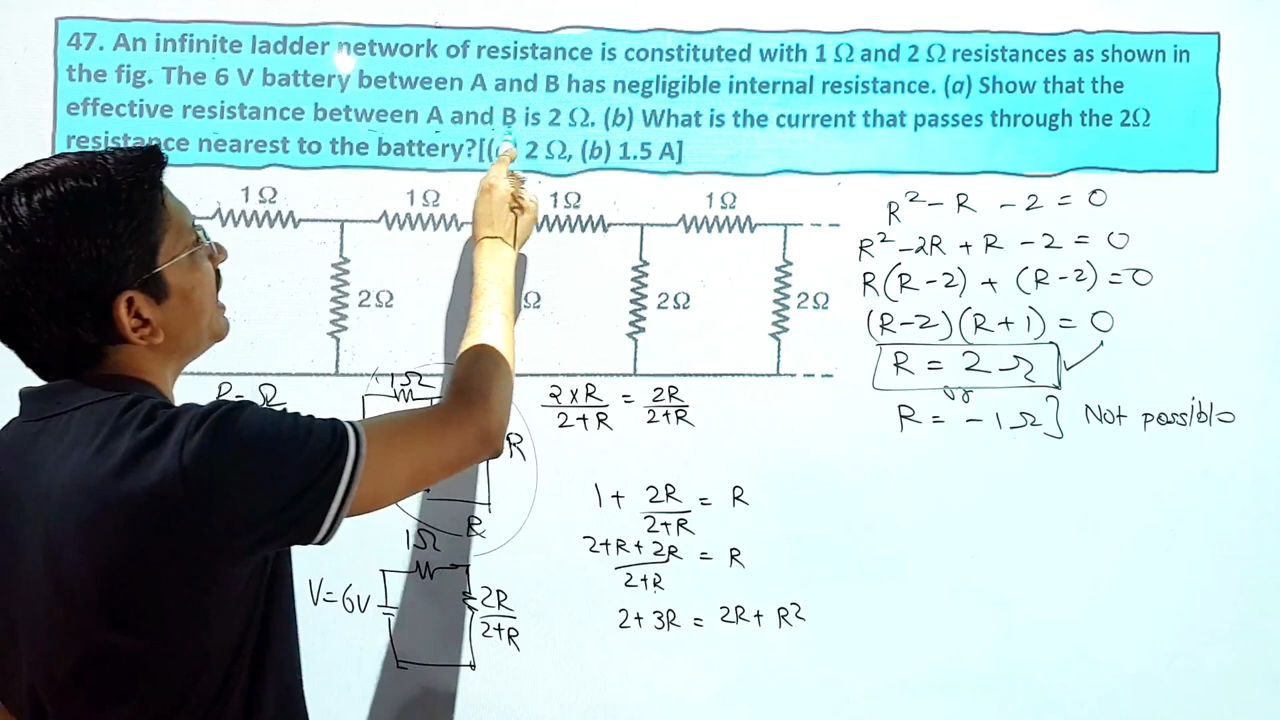 47. An infinite ladder network of resistance is constituted with 1 Ω and 2 Ω resistances as shown in
the fig. The 6 V battery between A and B has negligible internal resistance. (a) Show that the
effective resistance between A and B is 2 Ω. (b) What is the current that passes through the 2Ω
resistance nearest to the battery?[( 2 Ω, (b) 1.5 A]
1Ω 1Ω 1Ω 1Ω
2Ω Ω 2Ω 2Ω
R² - R - 2 = 0
R² - 2R + R - 2 = 0
R(R-2) + (R-2) = 0
(R-2)(R+1) = 0
R = 2 Ω
or
R = -1Ω] Not possible
1Ω
R
R
2×R/2+R = 2R/2+R
1 + 2R/2+R = R
2+R+2R/2+R = R
2 + 3R = 2R + R²
1Ω
V=6V
2R/2+R